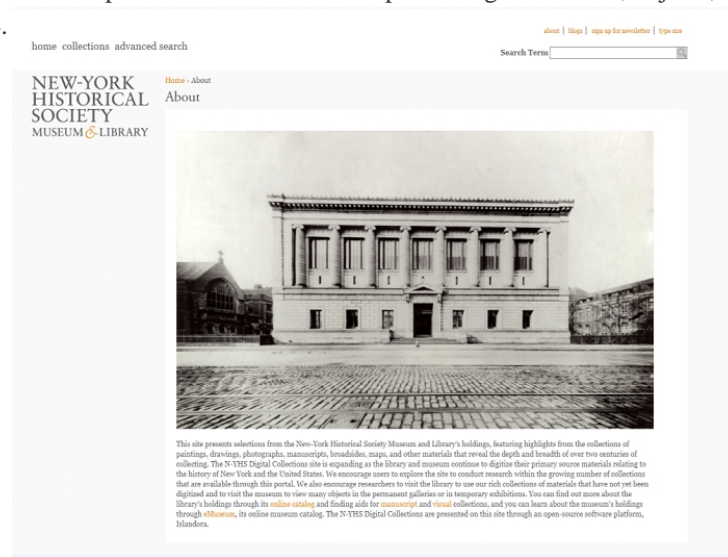 about | blogs | sign up for newsletter | type size
home collections advanced search
Search Term
NEW-YORK
HISTORICAL
SOCIETY
MUSEUM & LIBRARY
Home › About
About
This site presents selections from the New-York Historical Society Museum and Library's holdings, featuring highlights from the collections of
paintings, drawings, photographs, manuscripts, broadsides, maps, and other materials that reveal the depth and breadth of over two centuries of
collecting. The N-YHS Digital Collections site is expanding as the library and museum continue to digitize their primary source materials relating to
the history of New York and the United States. We encourage users to explore the site to conduct research within the growing number of collections
that are available through this portal. We also encourage researchers to visit the library to use our rich collections of materials that have not yet been
digitized and to visit the museum to view many objects in the permanent galleries or in temporary exhibitions. You can find out more about the
library's holdings through its online catalog and finding aids for manuscript and visual collections, and you can learn about the museum's holdings
through eMuseum, its online museum catalog. The N-YHS Digital Collections are presented on this site through an open-source software platform,
Islandora.